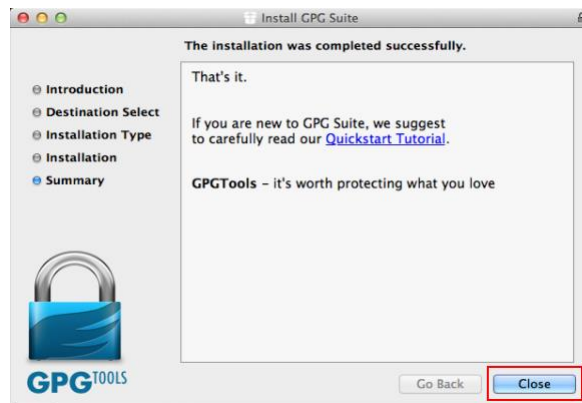 Install GPG Suite
The installation was completed successfully.
Introduction
Destination Select
Installation Type
Installation
Summary
That's it.
If you are new to GPG Suite, we suggest
to carefully read our Quickstart Tutorial.
GPGTools – it's worth protecting what you love
GPGTOOLS
Go Back
Close